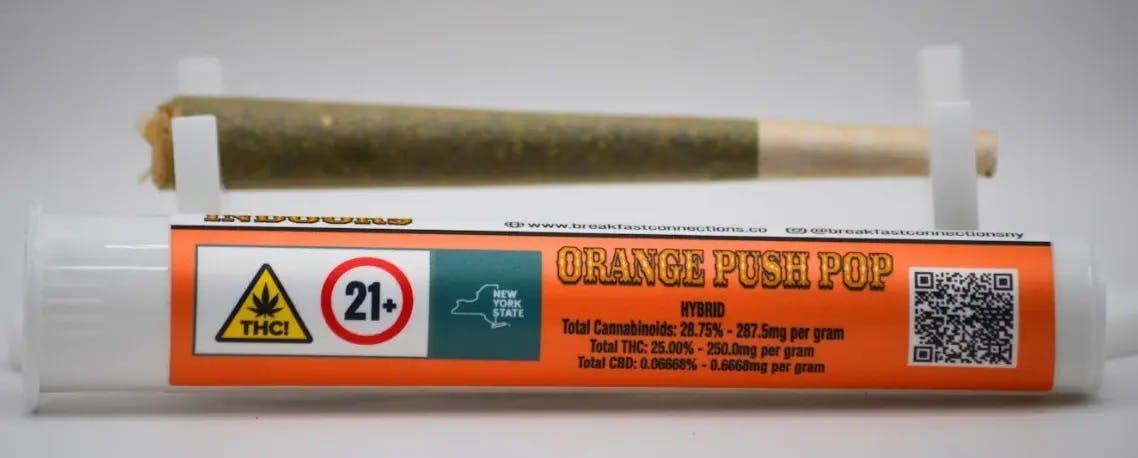 INDOORS
www.breakfastconnections.co @breakfastconnectionsny
THC!
21+
NEW
YORK
STATE
ORANGE PUSH POP
HYBRID
Total Cannabinoids: 28.75% - 287.5mg per gram
Total THC: 25.00% - 250.0mg per gram
Total CBD: 0.06668% - 0.6668mg per gram